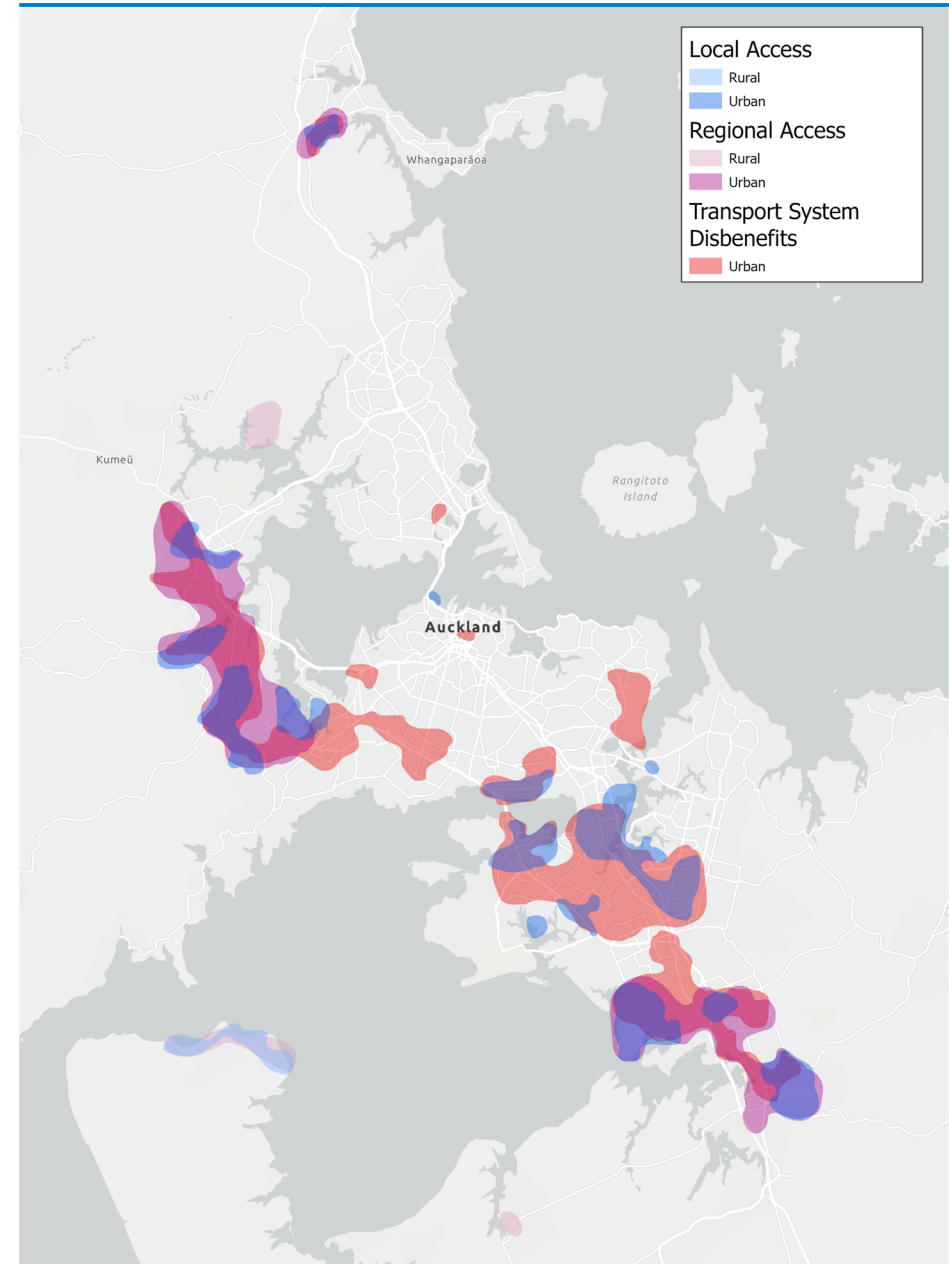 Local Access
Rural
Urban
Regional Access
Rural
Urban
Transport System
Disbenefits
Urban
Whangaparāoa
Kumeū
Rangitoto
Island
Auckland